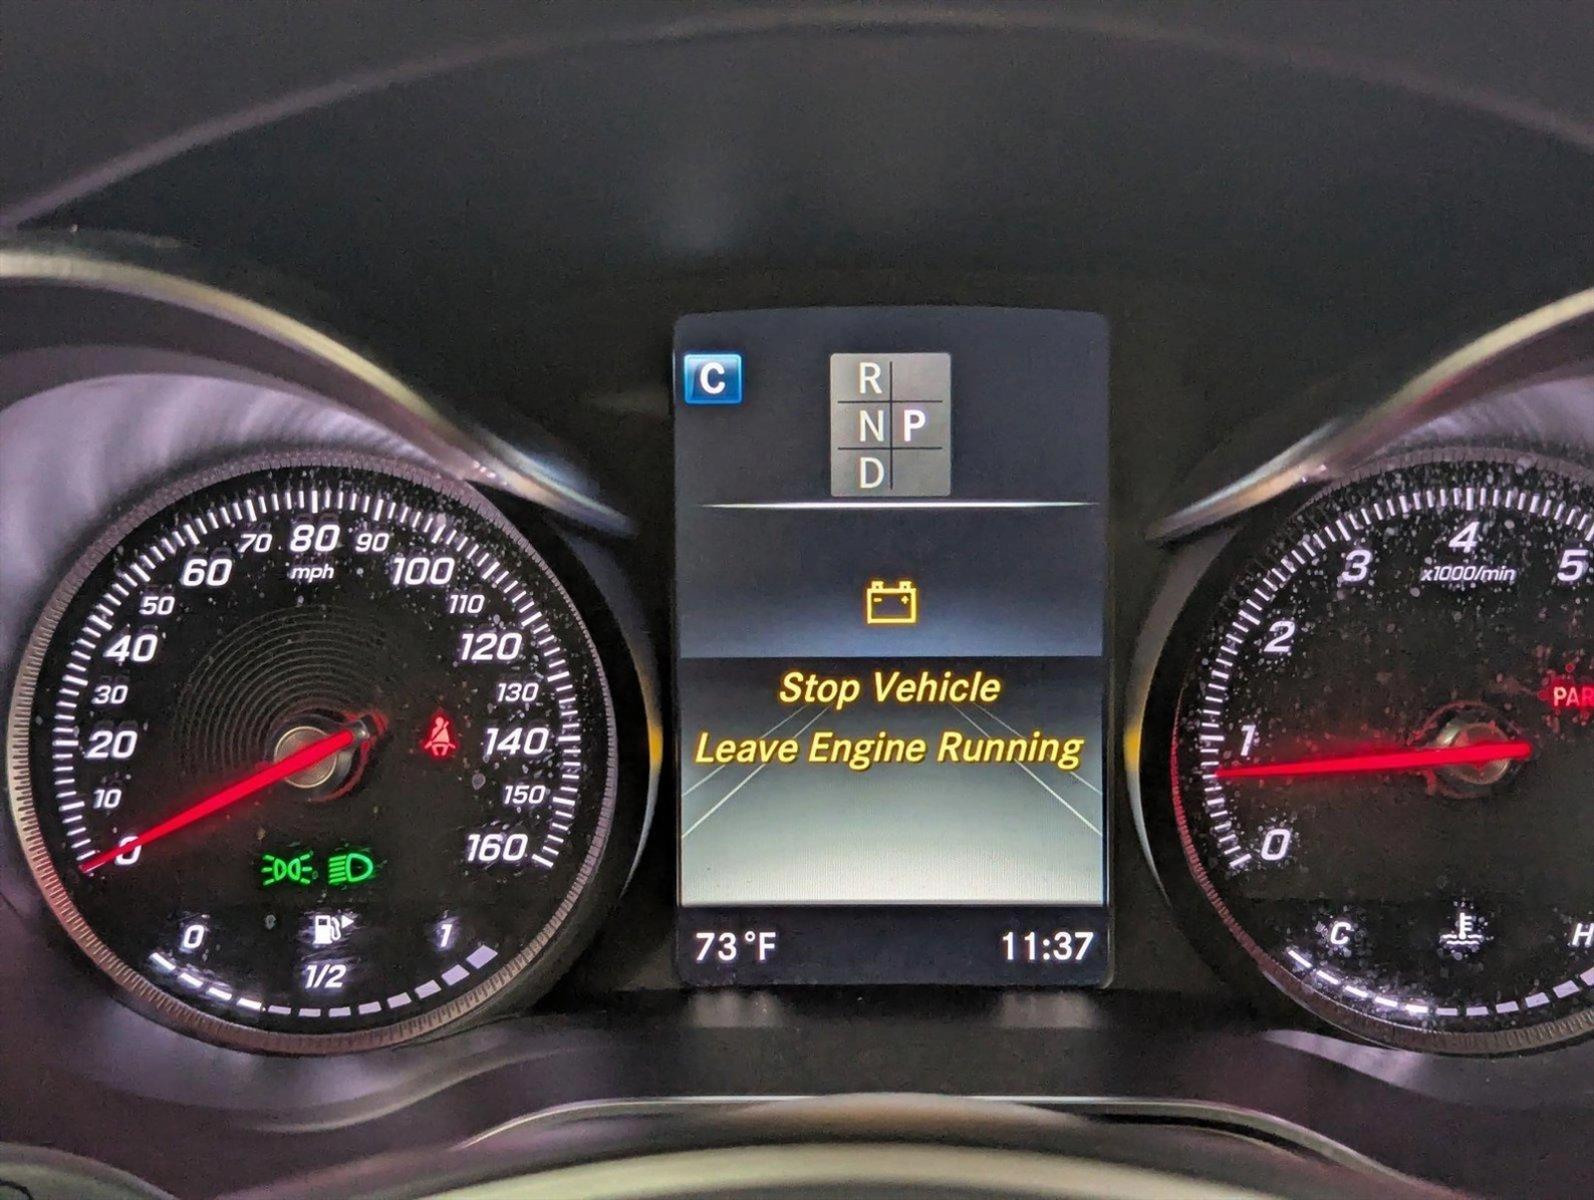 C
R
N P
D
70 80 90
60 mph 100
50 110
40 120
30 130
20 140
10 150
0 160
0 1
1/2
Stop Vehicle
Leave Engine Running
73°F 11:37
4
3 5
x1000/min
2
1
0
C H